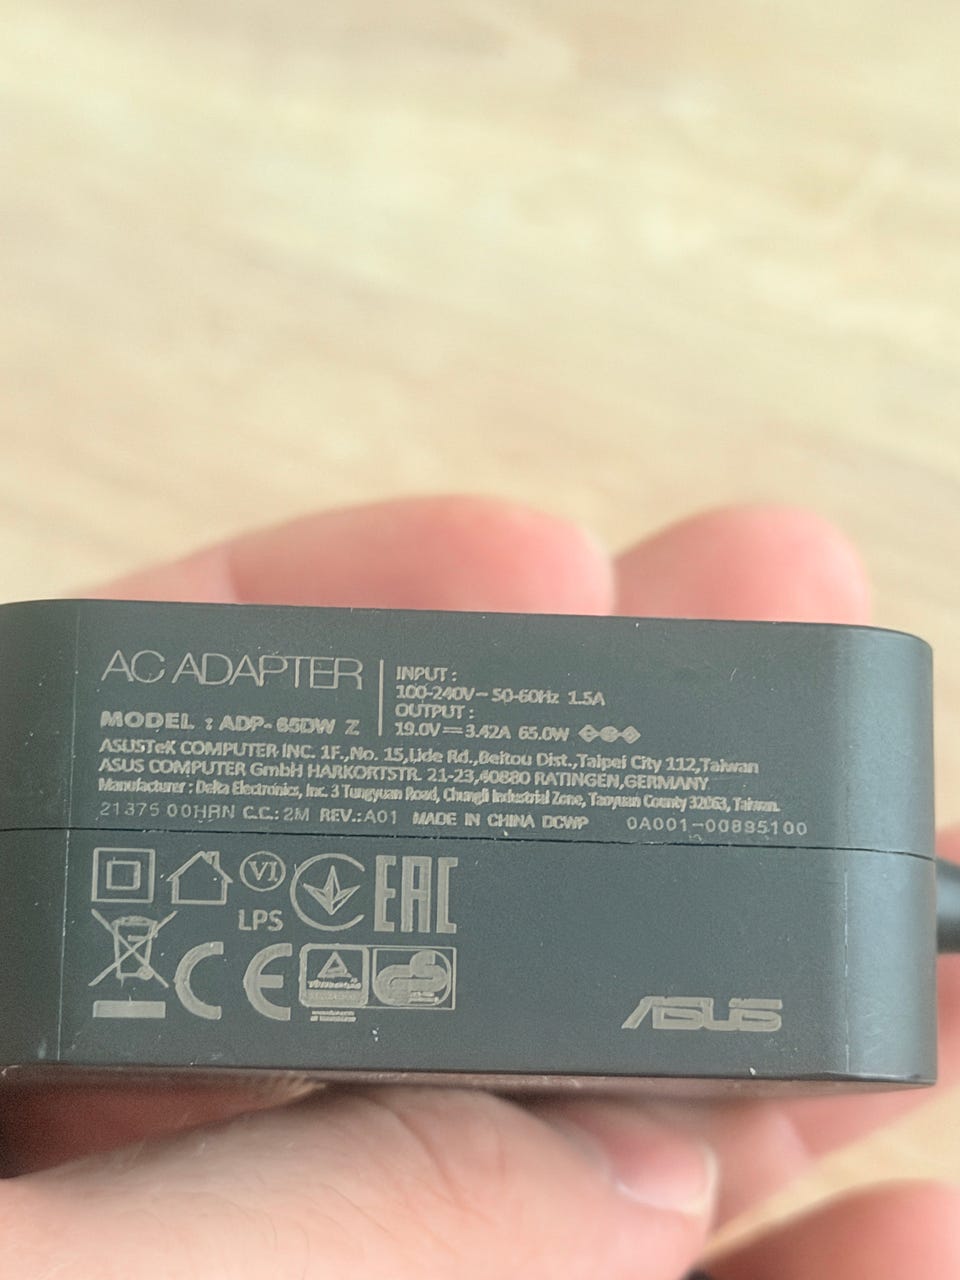 AC ADAPTER
MODEL : ADP-65DW Z
INPUT :
100-240V~ 50-60Hz 1.5A
OUTPUT :
19.0V⎓3.42A 65.0W
ASUSTeK COMPUTER INC. 1F.,No. 15,Lide Rd.,Beitou Dist.,Taipei City 112,Taiwan
ASUS COMPUTER GmbH HARKORTSTR. 21-23,40880 RATINGEN,GERMANY
Manufacturer : Delta Electronics, Inc. 3 Tungyuan Road, Chungli Industrial Zone, Taoyuan County 32063, Taiwan.
21375 00HRN C.C.:2M REV.:A01 MADE IN CHINA DCWP 0A001-00895100
VI
LPS
EAC
CE
ASUS